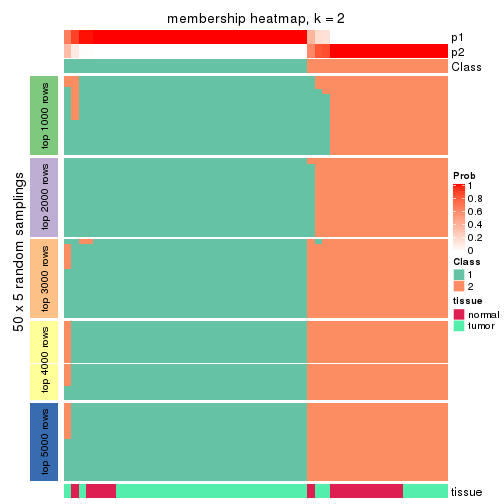 membership heatmap, k = 2
p1
p2
Class
50 x 5 random samplings
top 1000 rows
top 2000 rows
top 3000 rows
top 4000 rows
top 5000 rows
Prob
1
0.8
0.6
0.4
0.2
0
Class
1
2
tissue
normal
tumor
tissue